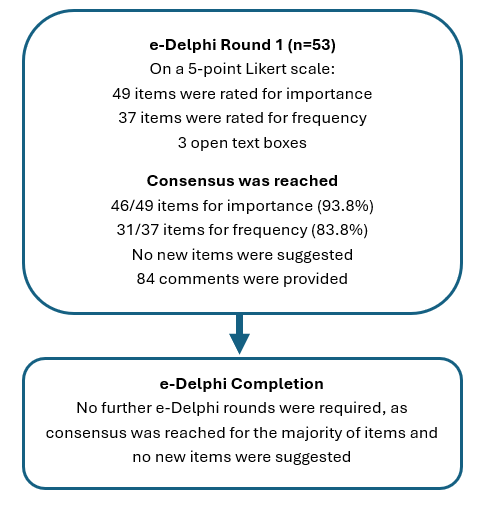 e-Delphi Round 1 (n=53)
On a 5-point Likert scale:
49 items were rated for importance
37 items were rated for frequency
3 open text boxes
Consensus was reached
46/49 items for importance (93.8%)
31/37 items for frequency (83.8%)
No new items were suggested
84 comments were provided
e-Delphi Completion
No further e-Delphi rounds were required, as
consensus was reached for the majority of items and
no new items were suggested